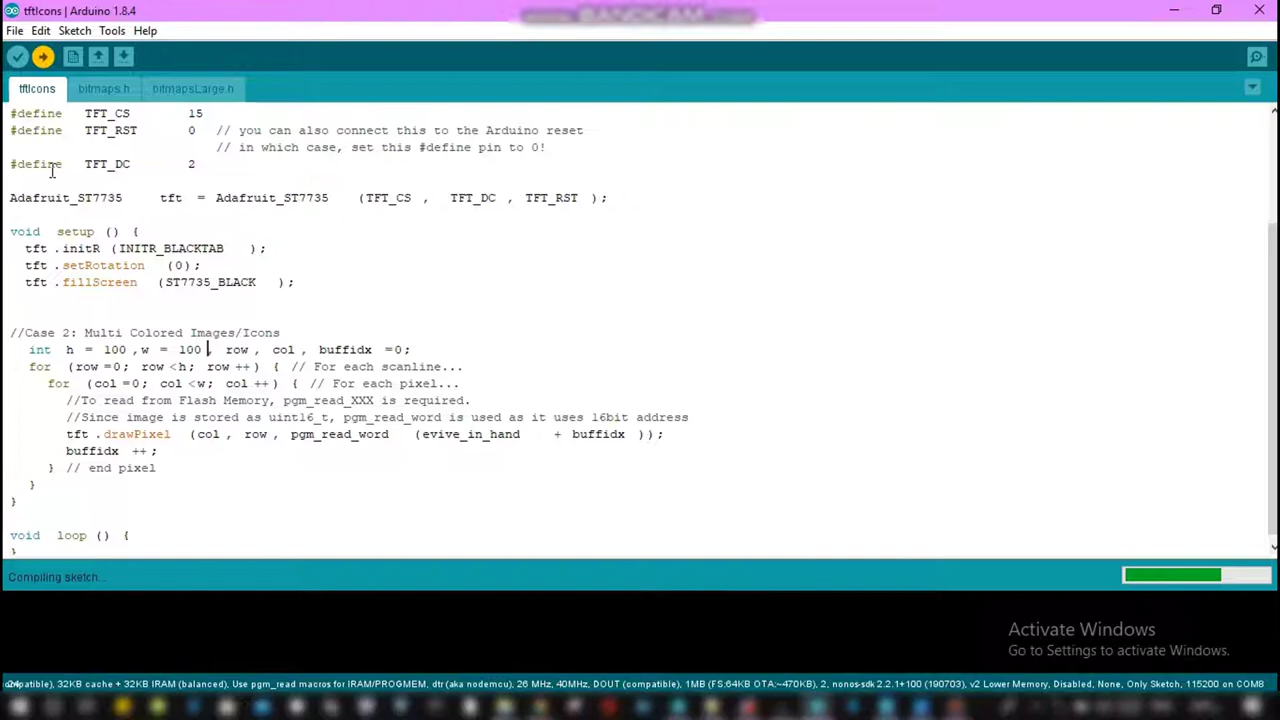 tftIcons | Arduino 1.8.4
BANDICAM
File Edit Sketch Tools Help
tftIcons bitmaps.h bitmapsLarge.h
#define TFT_CS 15
#define TFT_RST 0 // you can also connect this to the Arduino reset
// in which case, set this #define pin to 0!
#define TFT_DC 2
Adafruit_ST7735 tft = Adafruit_ST7735 (TFT_CS , TFT_DC , TFT_RST );
void setup () {
tft .initR (INITR_BLACKTAB );
tft .setRotation (0);
tft .fillScreen (ST7735_BLACK );
//Case 2: Multi Colored Images/Icons
int h = 100 ,w = 100 , row , col , buffidx =0;
for (row =0; row <h; row ++) { // For each scanline...
for (col =0; col <w; col ++) { // For each pixel...
//To read from Flash Memory, pgm_read_XXX is required.
//Since image is stored as uint16_t, pgm_read_word is used as it uses 16bit address
tft .drawPixel (col , row , pgm_read_word (evive_in_hand + buffidx ));
buffidx ++;
} // end pixel
}
}
void loop () {
}
Compiling sketch...
Activate Windows
Go to Settings to activate Windows.
32KB cache + 32KB IRAM (balanced), Use pgm_read macros for IRAM/PROGMEM, dtr (aka nodemcu), 26 MHz, 40MHz, DOUT (compatible), 1MB (FS:64KB OTA:~470KB), 2, nonos-sdk 2.2.1+100 (190703), v2 Lower Memory, Disabled, None, Only Sketch, 115200 on COM8